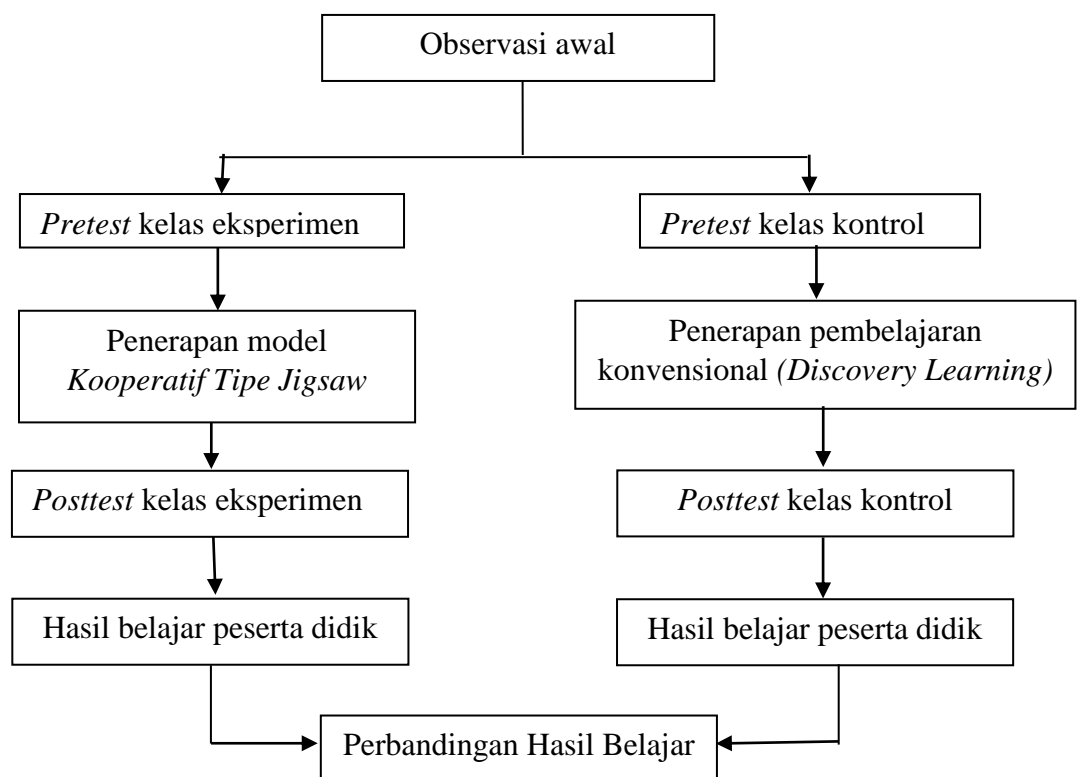 Observasi awal
Pretest kelas eksperimen
Pretest kelas kontrol
Penerapan model
Kooperatif Tipe Jigsaw
Penerapan pembelajaran
konvensional (Discovery Learning)
Posttest kelas eksperimen
Posttest kelas kontrol
Hasil belajar peserta didik
Hasil belajar peserta didik
Perbandingan Hasil Belajar